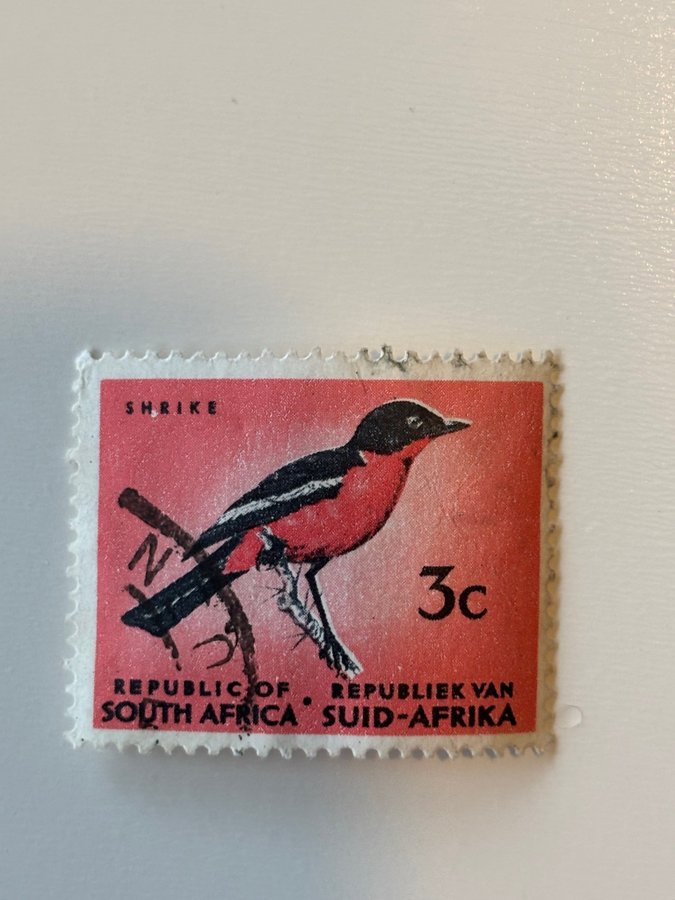 SHRIKE
3c
REPUBLIC OF • REPUBLIEK VAN
SOUTH AFRICA SUID-AFRIKA